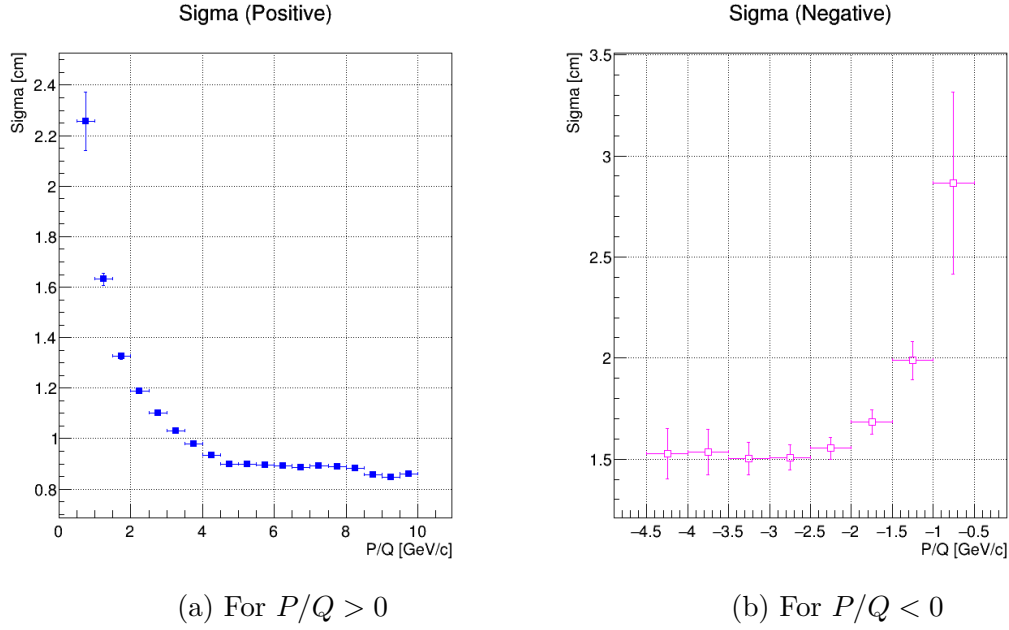 Sigma (Positive)
Sigma [cm]
2.4
2.2
2
1.8
1.6
1.4
1.2
1
0.8
0 2 4 6 8 10
P/Q [GeV/c]
(a) For P/Q > 0
Sigma (Negative)
Sigma [cm]
3.5
3
2.5
2
1.5
−4.5 −4 −3.5 −3 −2.5 −2 −1.5 −1 −0.5
P/Q [GeV/c]
(b) For P/Q < 0